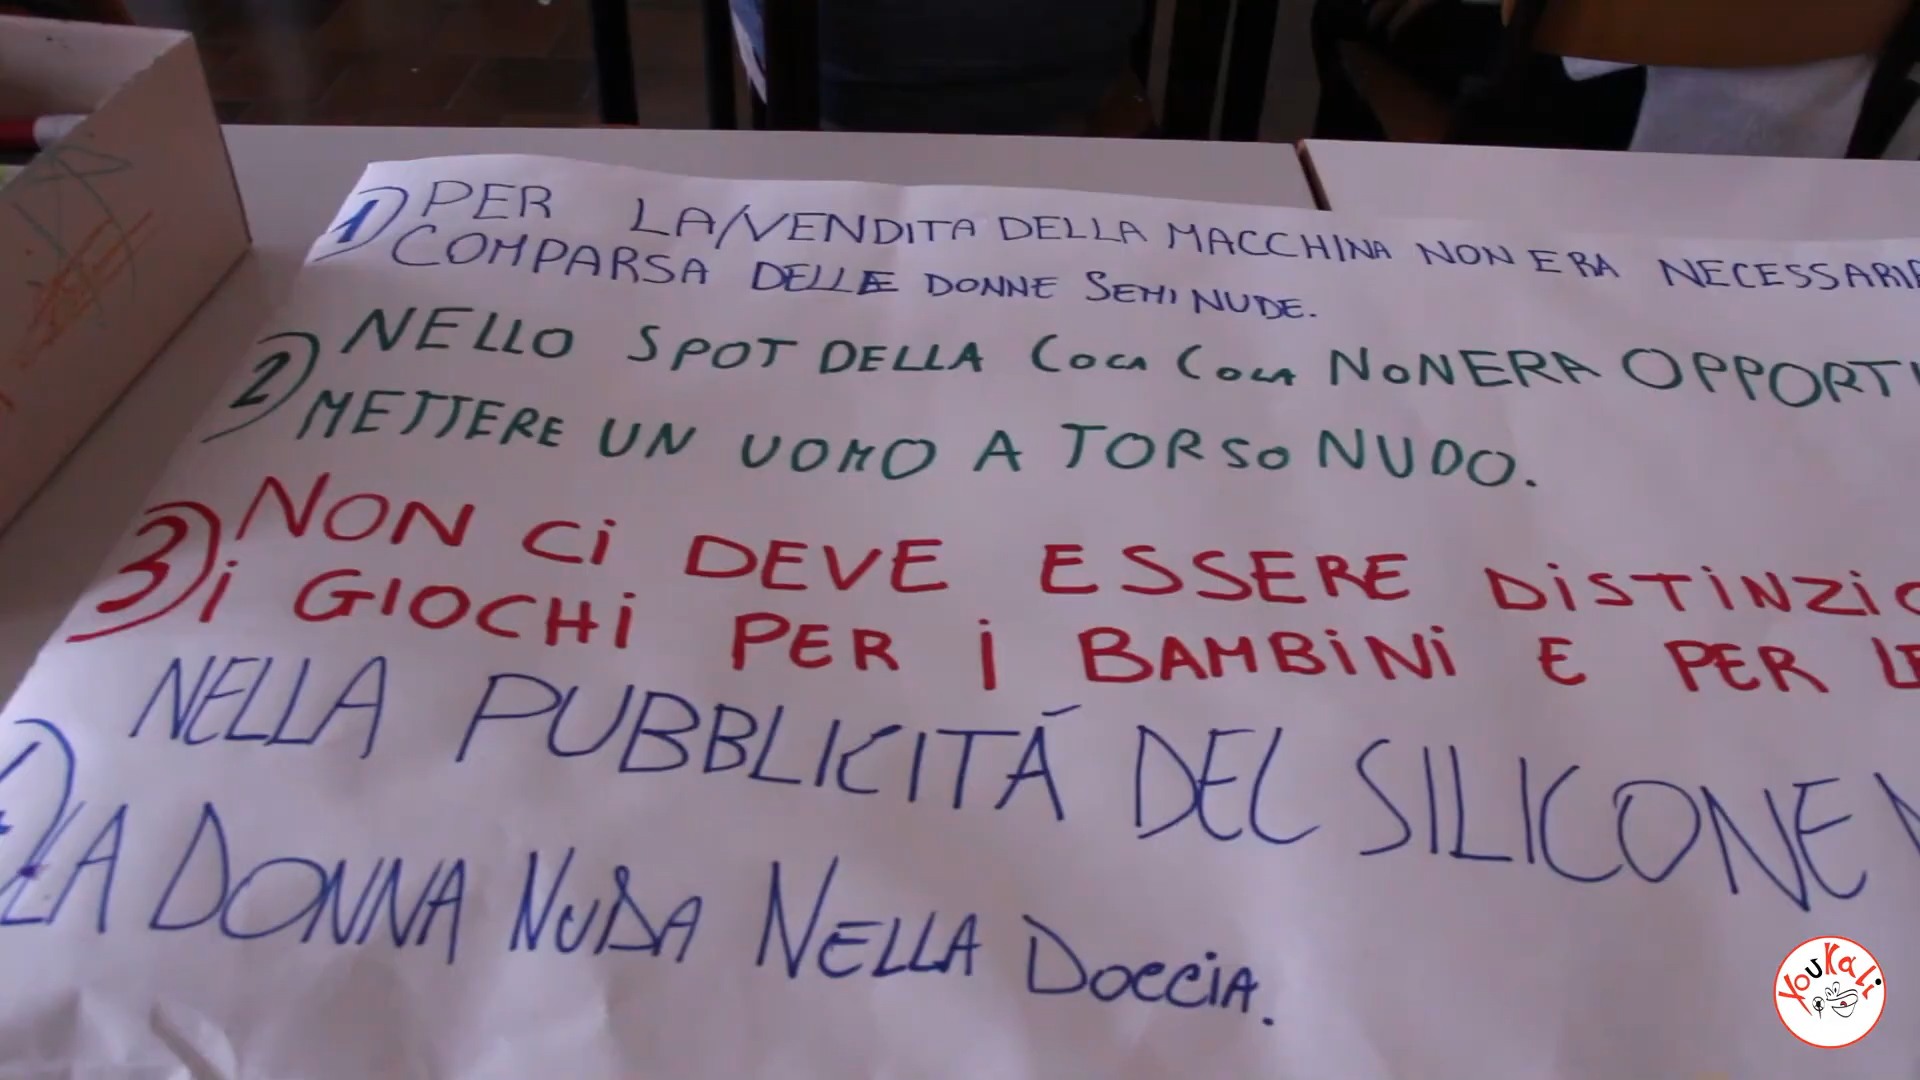 1) PER LA/VENDITA DELLA MACCHINA NON ERA NECESSARIA
COMPARSA DELLE DONNE SEMI NUDE.
2) NELLO SPOT DELLA COCA COLA NON ERA OPPORTU
METTERE UN UOMO A TORSO NUDO.
3) NON CI DEVE ESSERE DISTINZIO
I GIOCHI PER I BAMBINI E PER LE
NELLA PUBBLICITÁ DEL SILICONE N
LA DONNA NUDA NELLA DOCCIA.
YouKali